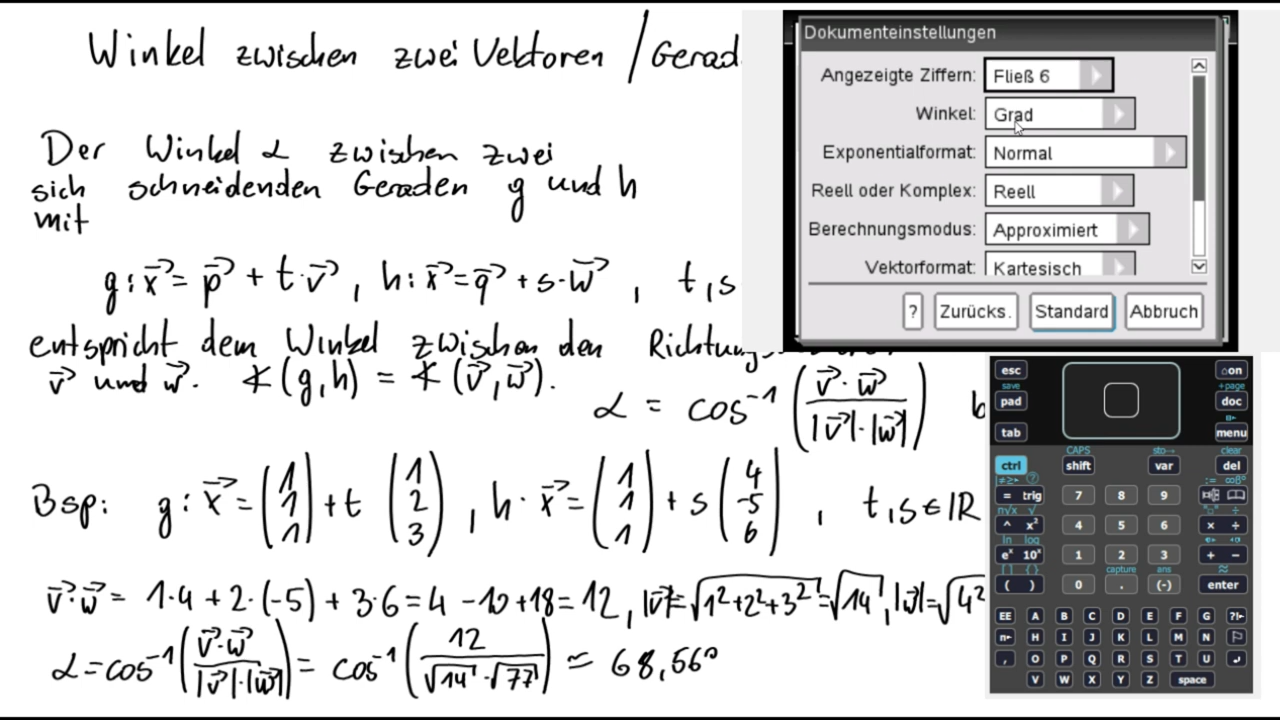 Winkel zwischen zwei Vektoren / Gerad
Der Winkel α zwischen zwei
sich schneidenden Geraden g und h
mit
g: x⃗ = p⃗ + t·v⃗, h: x⃗ = q⃗ + s·w⃗, t, s
entspricht dem Winkel zwischen den Richtungs
v⃗ und w⃗. ∢(g,h) = ∢(v⃗,w⃗).
α = cos⁻¹( (v⃗·w⃗) / (|v⃗|·|w⃗|) ) b
Bsp: g: x⃗ = (1 1 1) + t (1 2 3), h: x⃗ = (1 1 1) + s (4 -5 6), t, s ∈ IR
v⃗·w⃗ = 1·4 + 2·(-5) + 3·6 = 4 - 10 + 18 = 12, |v⃗| = √(1²+2²+3²) = √14, |w⃗| = √4²
α = cos⁻¹( (v⃗·w⃗) / (|v⃗|·|w⃗|) ) = cos⁻¹( 12 / (√14·√77) ) ≈ 68,56°
Dokumenteinstellungen
Angezeigte Ziffern: Fließ 6
Winkel: Grad
Exponentialformat: Normal
Reell oder Komplex: Reell
Berechnungsmodus: Approximiert
Vektorformat: Kartesisch
? Zurücks. Standard Abbruch
esc on
save +page
pad doc
tab menu
CAPS sto→ clear
ctrl shift var del
= trig 7 8 9
ⁿ√x √
^ x² 4 5 6 × ÷
ln log
eˣ 10ˣ 1 2 3 + −
[ ] { } capture ans ≈
( ) 0 . (-) enter
EE A B C D E F G ?!▸
π▸ H I J K L M N
, O P Q R S T U ↵
V W X Y Z space